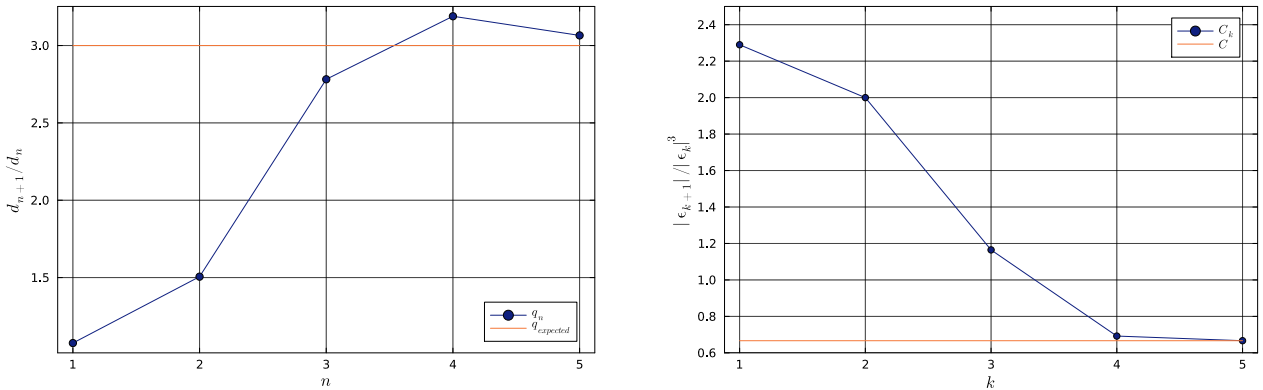 3.0
2.5
2.0
1.5
d_{n+1}/d_n
1 2 3 4 5
n
q_n
q_{expected}
2.4
2.2
2.0
1.8
1.6
1.4
1.2
1.0
0.8
0.6
|ϵ_{k+1}|/|ϵ_k|^3
1 2 3 4 5
k
C_k
C